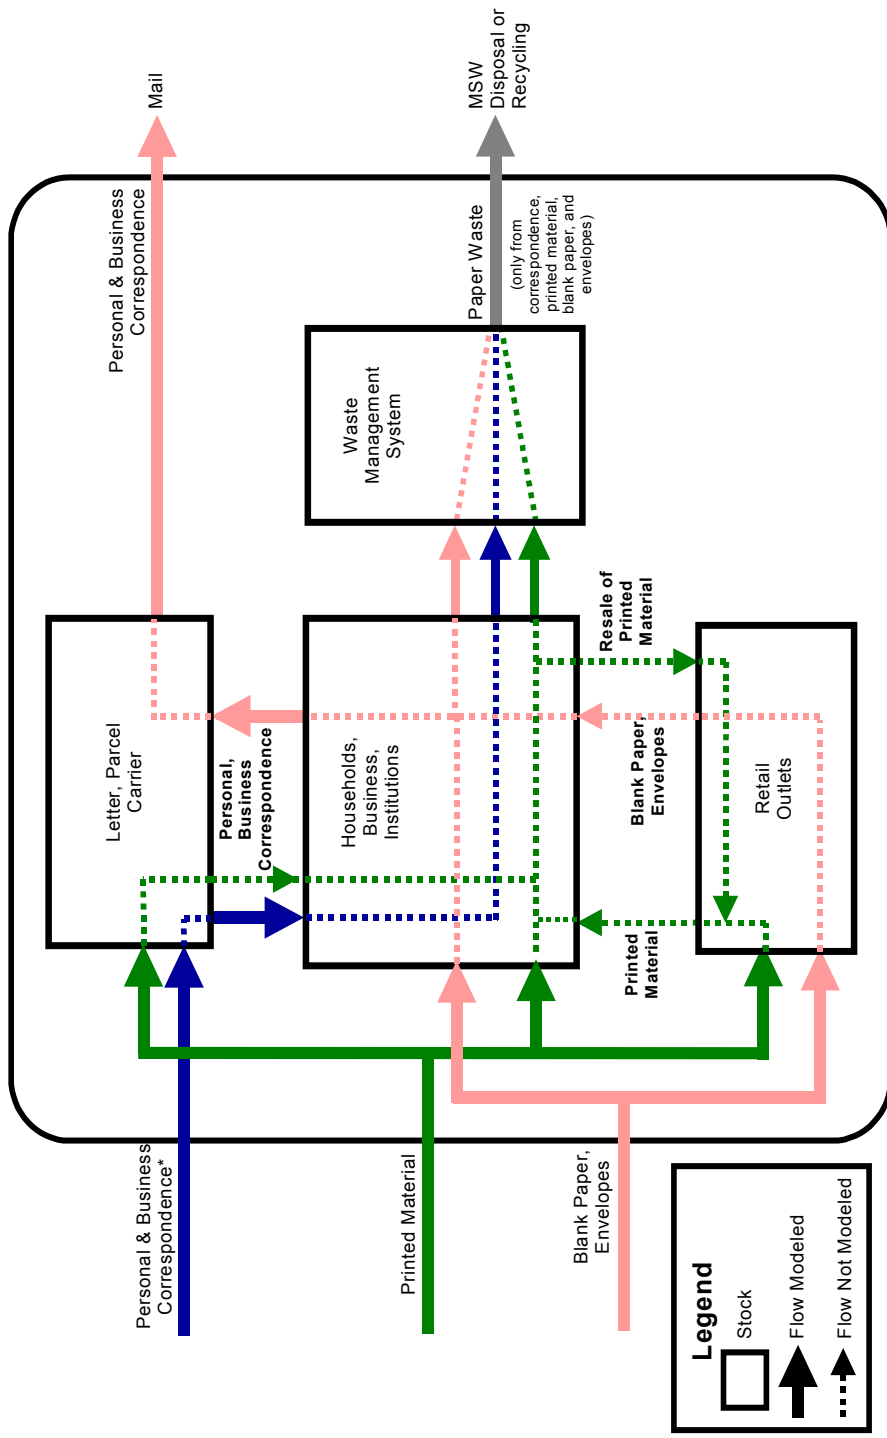 Personal & Business
Correspondence*
Printed Material
Blank Paper,
Envelopes
Letter, Parcel
Carrier
Personal,
Business
Correspondence
Households,
Business,
Institutions
Printed
Material
Blank Paper,
Envelopes
Resale of
Printed
Material
Retail
Outlets
Waste
Management
System
Personal & Business
Correspondence
Mail
Paper Waste
(only from
correspondence,
printed material,
blank paper, and
envelopes)
MSW
Disposal or
Recycling
Legend
Stock
Flow Modeled
Flow Not Modeled